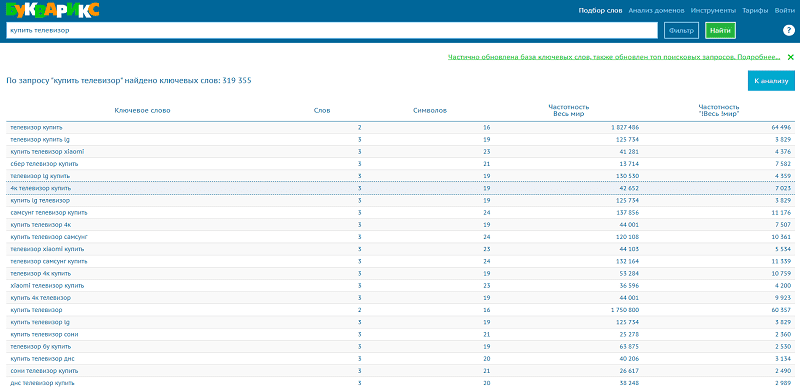 БУКВАРИКС
Подбор слов Анализ доменов Инструменты Тарифы Войти
купить телевизор Фильтр Найти ?
Частично обновлена база ключевых слов, также обновлен топ поисковых запросов. Подробнее...
По запросу "купить телевизор" найдено ключевых слов: 319 355 К анализу
Ключевое слово Слов Символов Частотность Весь мир Частотность "!Весь !мир"
телевизор купить 2 16 1 827 486 64 496
телевизор купить lg 3 19 125 734 3 829
купить телевизор xiaomi 3 23 41 281 4 376
сбер телевизор купить 3 21 13 714 7 582
телевизор lg купить 3 19 130 530 4 359
4к телевизор купить 3 19 42 652 7 023
купить lg телевизор 3 19 125 734 3 829
самсунг телевизор купить 3 24 137 856 11 176
купить телевизор 4к 3 19 44 001 7 507
купить телевизор самсунг 3 24 120 108 10 361
телевизор xiaomi купить 3 23 44 103 5 534
телевизор самсунг купить 3 24 132 164 11 339
телевизор 4к купить 3 19 53 284 10 759
xiaomi телевизор купить 3 23 36 596 4 200
купить 4к телевизор 3 19 44 001 9 923
купить телевизор 2 16 1 750 800 60 357
купить телевизор lg 3 19 125 734 3 829
купить телевизор сони 3 21 25 278 2 360
телевизор бу купить 3 19 63 875 2 530
купить телевизор днс 3 20 40 206 3 134
сони телевизор купить 3 21 26 617 2 490
днс телевизор купить 3 20 38 248 2 989